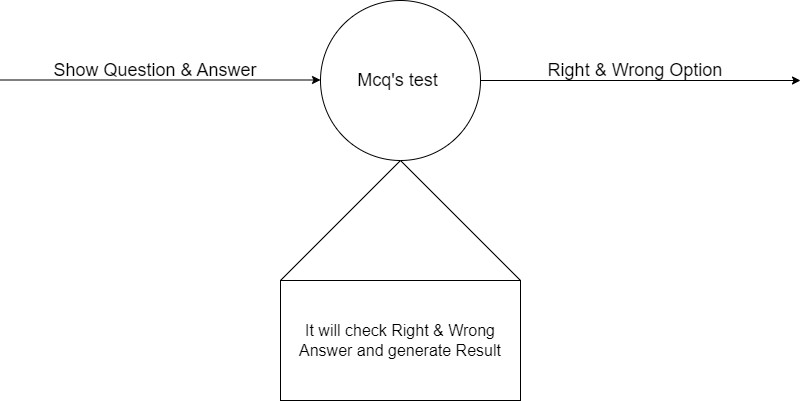 Show Question & Answer
Mcq's test
Right & Wrong Option
It will check Right & Wrong
Answer and generate Result